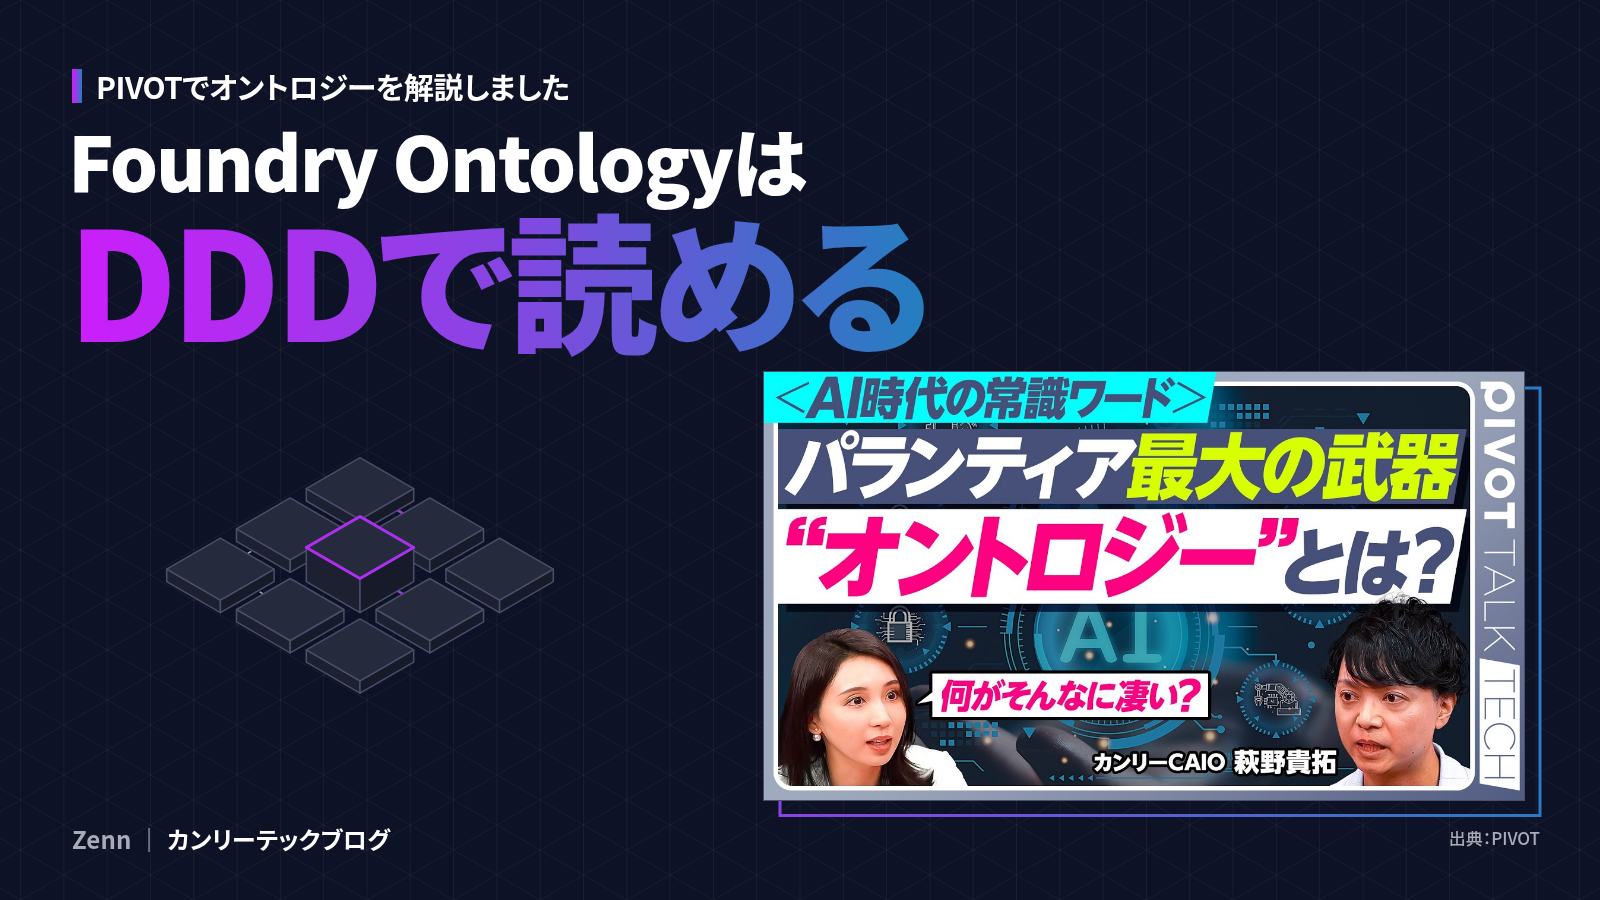 PIVOTでオントロジーを解説しました
Foundry Ontologyは
DDDで読める
＜AI時代の常識ワード＞
パランティア最大の武器
“オントロジー”とは?
AI
何がそんなに凄い?
カンリーCAIO 萩野貴拓
PIVOT TALK TECH
Zenn | カンリーテックブログ
出典：PIVOT